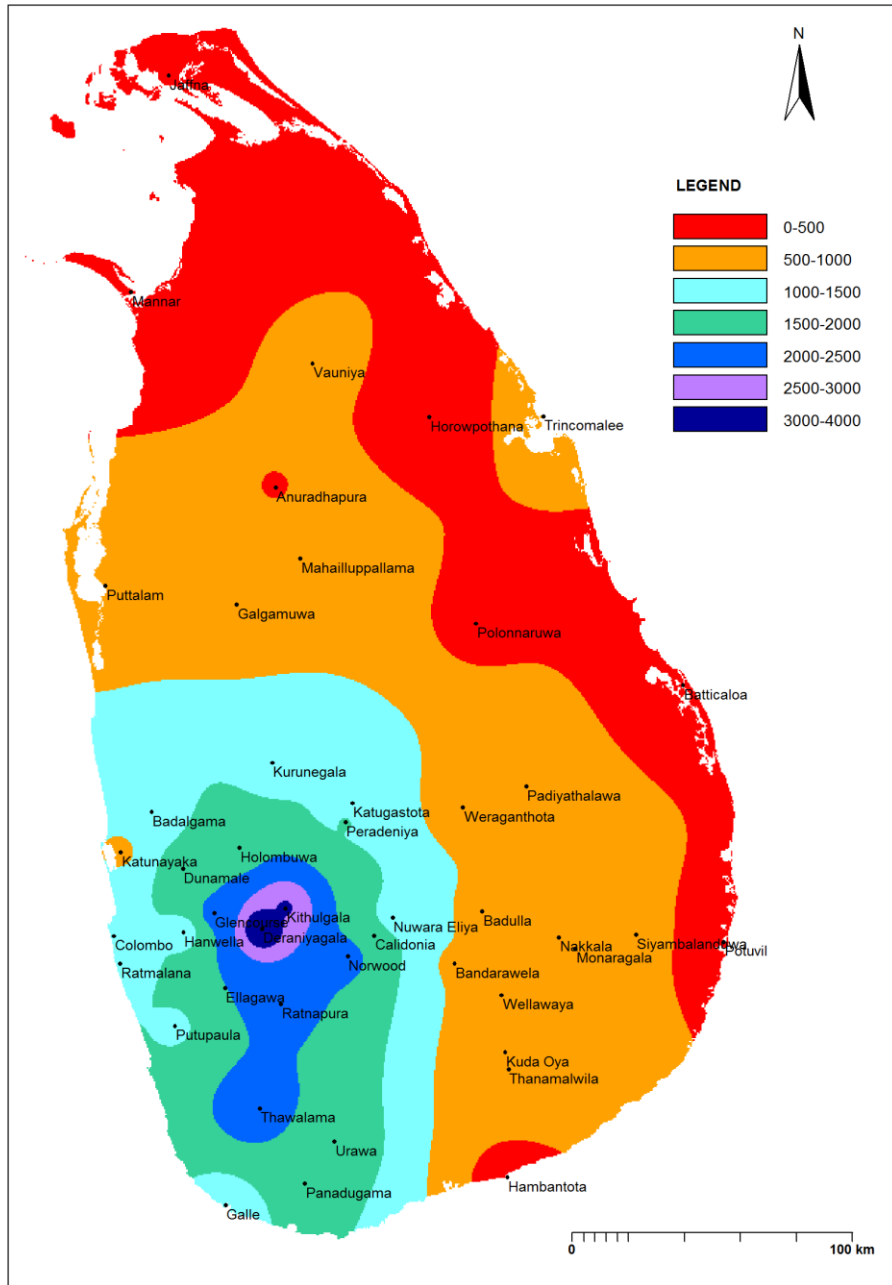 N
Jaffna
LEGEND
0-500
500-1000
1000-1500
1500-2000
2000-2500
2500-3000
3000-4000
Mannar
Vauniya
Horowpothana
Trincomalee
Anuradhapura
Mahailluppallama
Puttalam
Galgamuwa
Polonnaruwa
Batticaloa
Kurunegala
Padiyathalawa
Katugastota
Weraganthota
Badalgama
Peradeniya
Katunayaka
Holombuwa
Dunamale
Kithulgala
Glencourse
Nuwara Eliya
Badulla
Deraniyagala
Hanwella
Colombo
Calidonia
Nakkala
Siyambalanduwa
Potuvil
Monaragala
Ratmalana
Norwood
Bandarawela
Ellagawa
Ratnapura
Wellawaya
Putupaula
Kuda Oya
Thanamalwila
Thawalama
Urawa
Panadugama
Hambantota
Galle
0
100 km